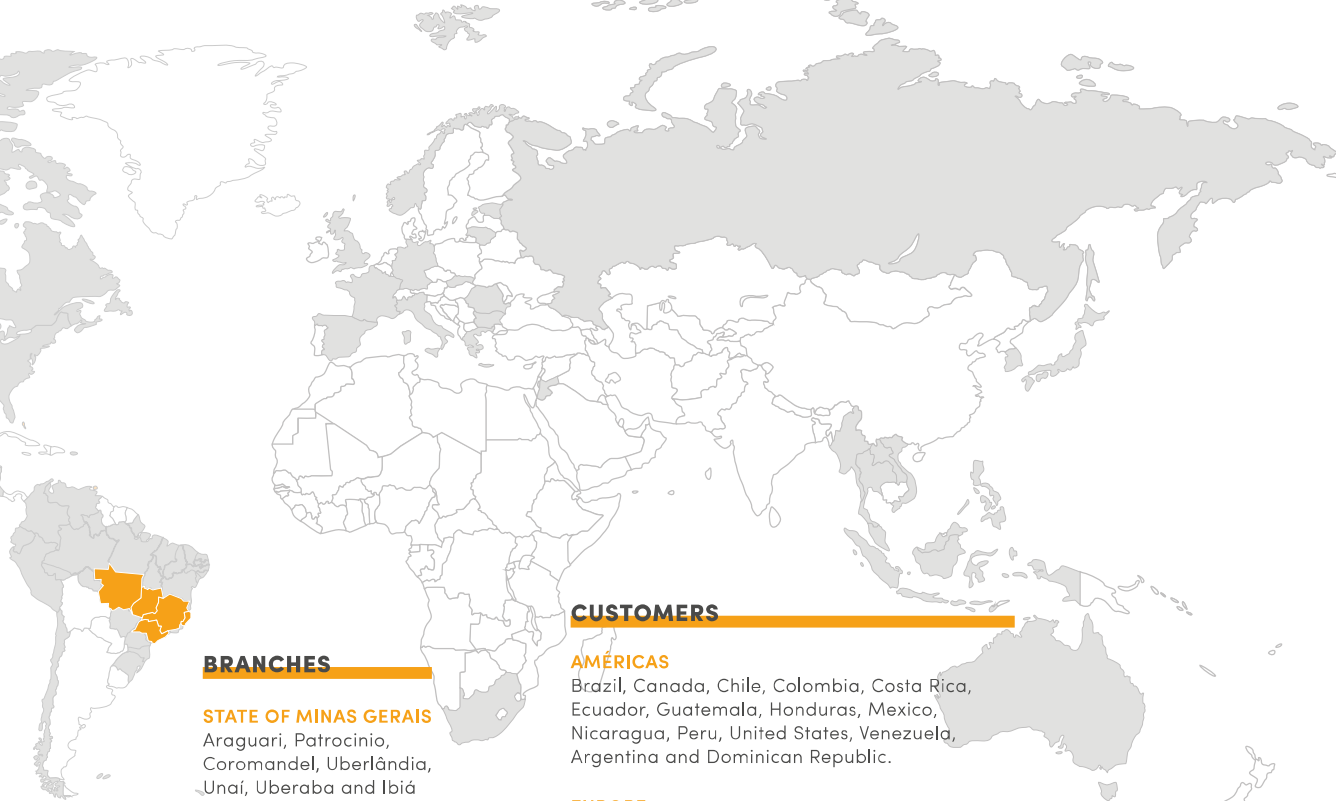 BRANCHES
STATE OF MINAS GERAIS
Araguari, Patrocinio,
Coromandel, Uberlândia,
Unaí, Uberaba and Ibiá
CUSTOMERS
AMÉRICAS
Brazil, Canada, Chile, Colombia, Costa Rica,
Ecuador, Guatemala, Honduras, Mexico,
Nicaragua, Peru, United States, Venezuela,
Argentina and Dominican Republic.